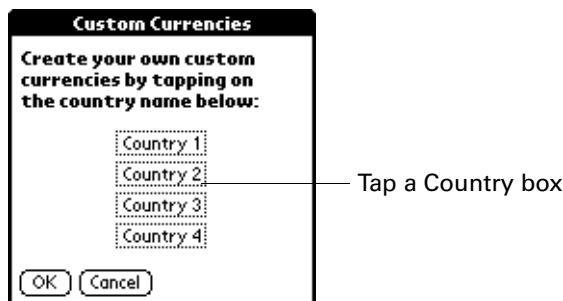 Custom Currencies
Create your own custom
currencies by tapping on
the country name below:
Country 1
Country 2
Tap a Country box
Country 3
Country 4
OK Cancel